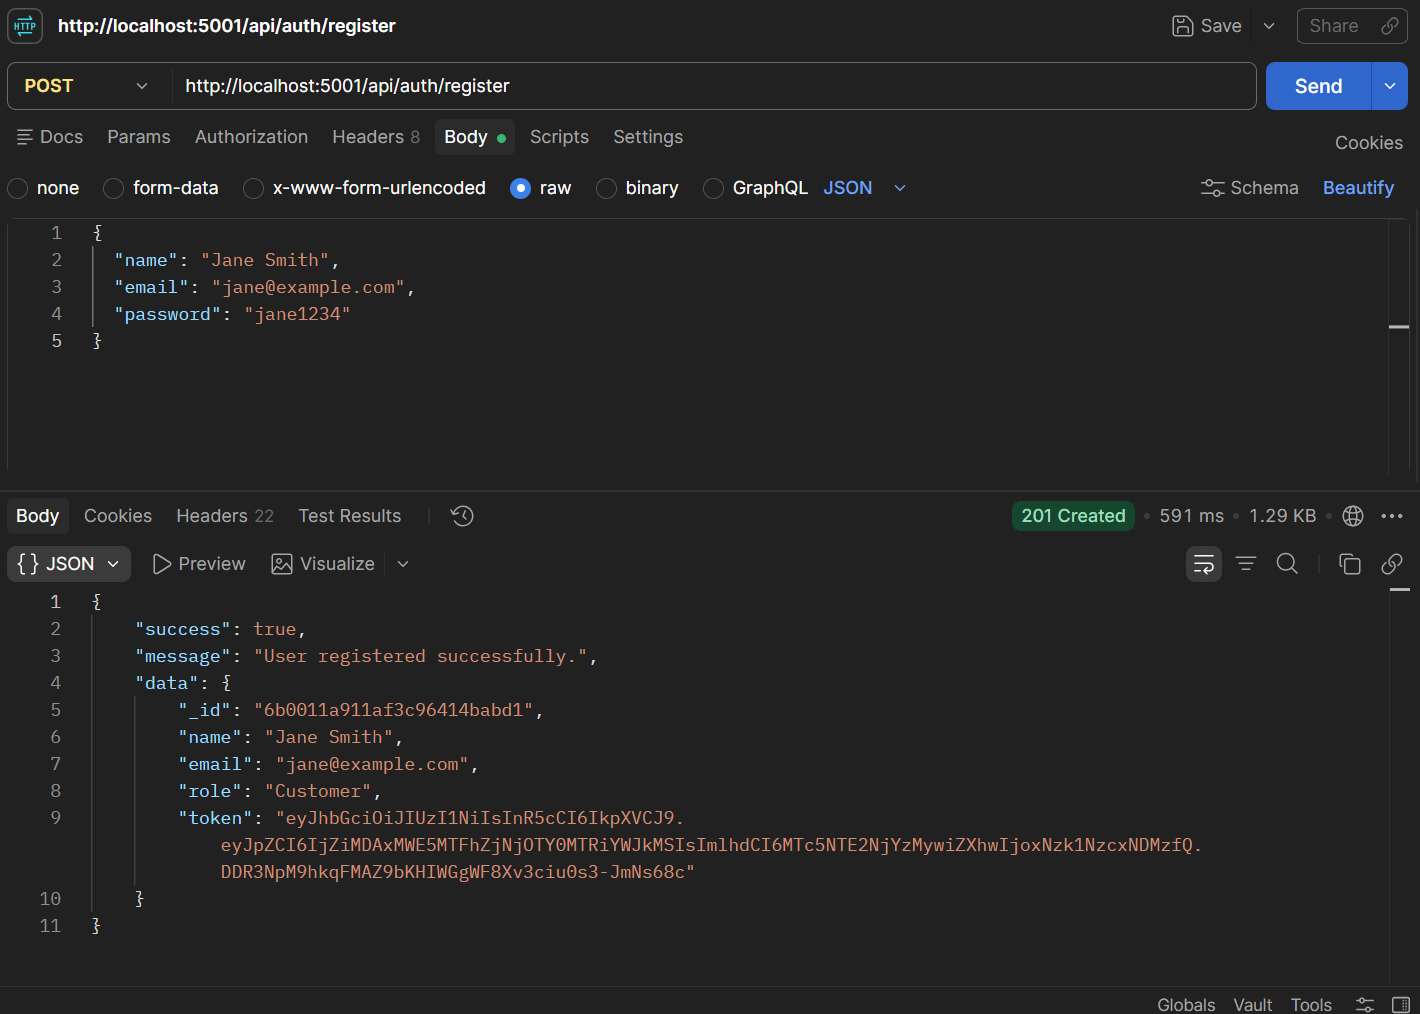 HTTP http://localhost:5001/api/auth/register Save Share
POST http://localhost:5001/api/auth/register Send
Docs Params Authorization Headers 8 Body Scripts Settings Cookies
none form-data x-www-form-urlencoded raw binary GraphQL JSON Schema Beautify
1 {
2 "name": "Jane Smith",
3 "email": "jane@example.com",
4 "password": "jane1234"
5 }
Body Cookies Headers 22 Test Results 201 Created 591 ms 1.29 KB
{} JSON Preview Visualize
1 {
2 "success": true,
3 "message": "User registered successfully.",
4 "data": {
5 "_id": "6b0011a911af3c96414babd1",
6 "name": "Jane Smith",
7 "email": "jane@example.com",
8 "role": "Customer",
9 "token": "eyJhbGciOiJIUzI1NiIsInR5cCI6IkpXVCJ9.
eyJpZCI6IjZiMDAxMWE5MTFhZjNjOTY0MTRiYWJkMSIsImlhdCI6MTc5NTE2NjYzMywiZXhwIjoxNzk1NzcxNDMzfQ.
DDR3NpM9hkqFMAZ9bKHIWGgWF8Xv3ciu0s3-JmNs68c"
10 }
11 }
Globals Vault Tools